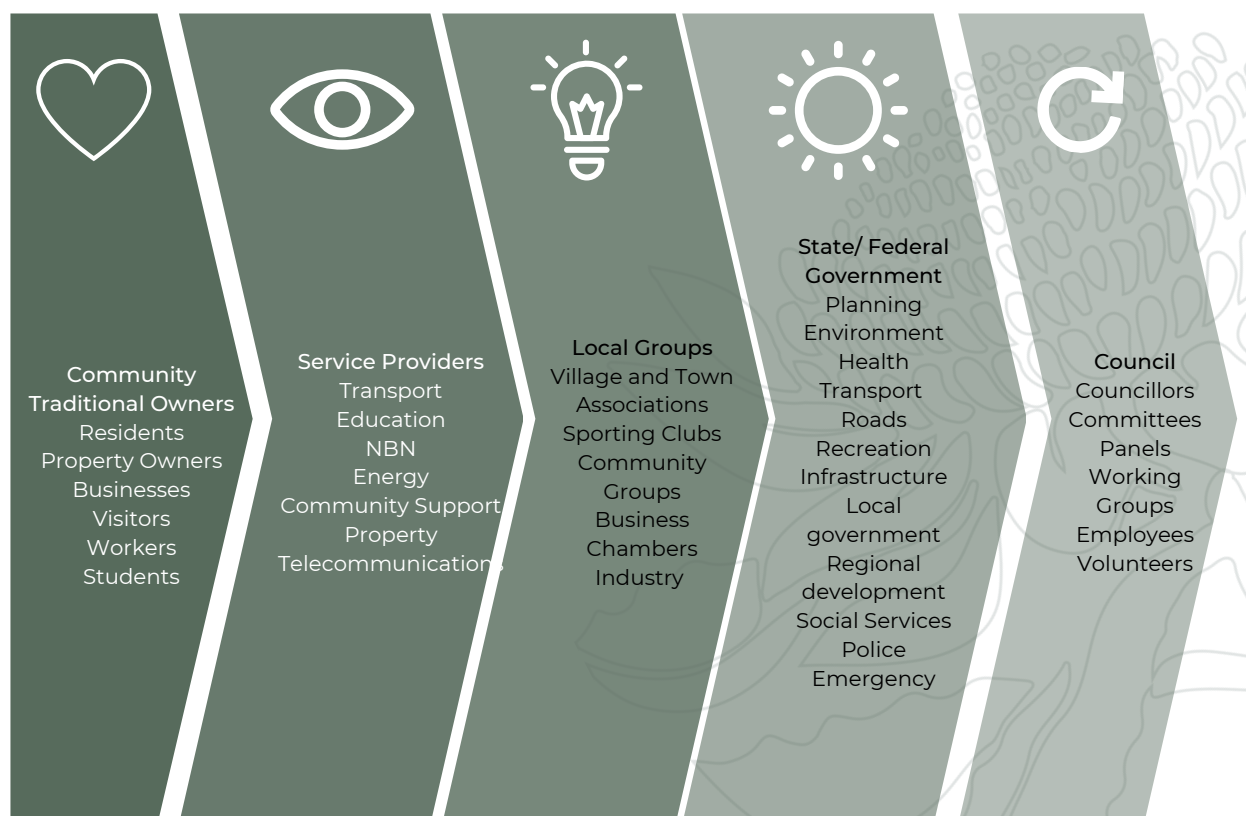 Community
Traditional Owners
Residents
Property Owners
Businesses
Visitors
Workers
Students
Service Providers
Transport
Education
NBN
Energy
Community Support
Property
Telecommunications
Local Groups
Village and Town
Associations
Sporting Clubs
Community
Groups
Business
Chambers
Industry
State/ Federal
Government
Planning
Environment
Health
Transport
Roads
Recreation
Infrastructure
Local
government
Regional
development
Social Services
Police
Emergency
Council
Councillors
Committees
Panels
Working
Groups
Employees
Volunteers